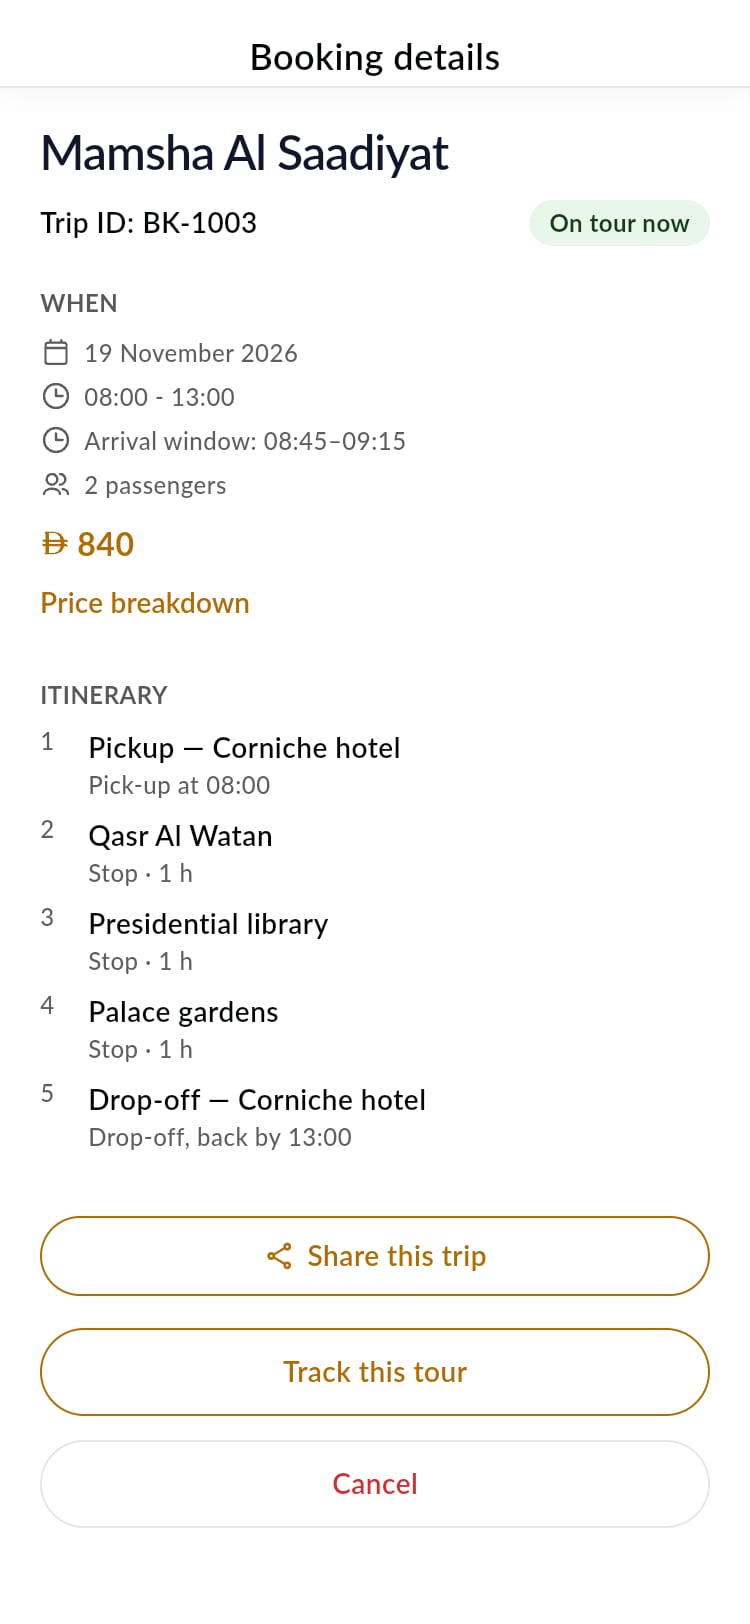 Booking details
Mamsha Al Saadiyat
Trip ID: BK-1003
On tour now
WHEN
19 November 2026
08:00 - 13:00
Arrival window: 08:45–09:15
2 passengers
840
Price breakdown
ITINERARY
1
Pickup — Corniche hotel
Pick-up at 08:00
2
Qasr Al Watan
Stop · 1 h
3
Presidential library
Stop · 1 h
4
Palace gardens
Stop · 1 h
5
Drop-off — Corniche hotel
Drop-off, back by 13:00
Share this trip
Track this tour
Cancel